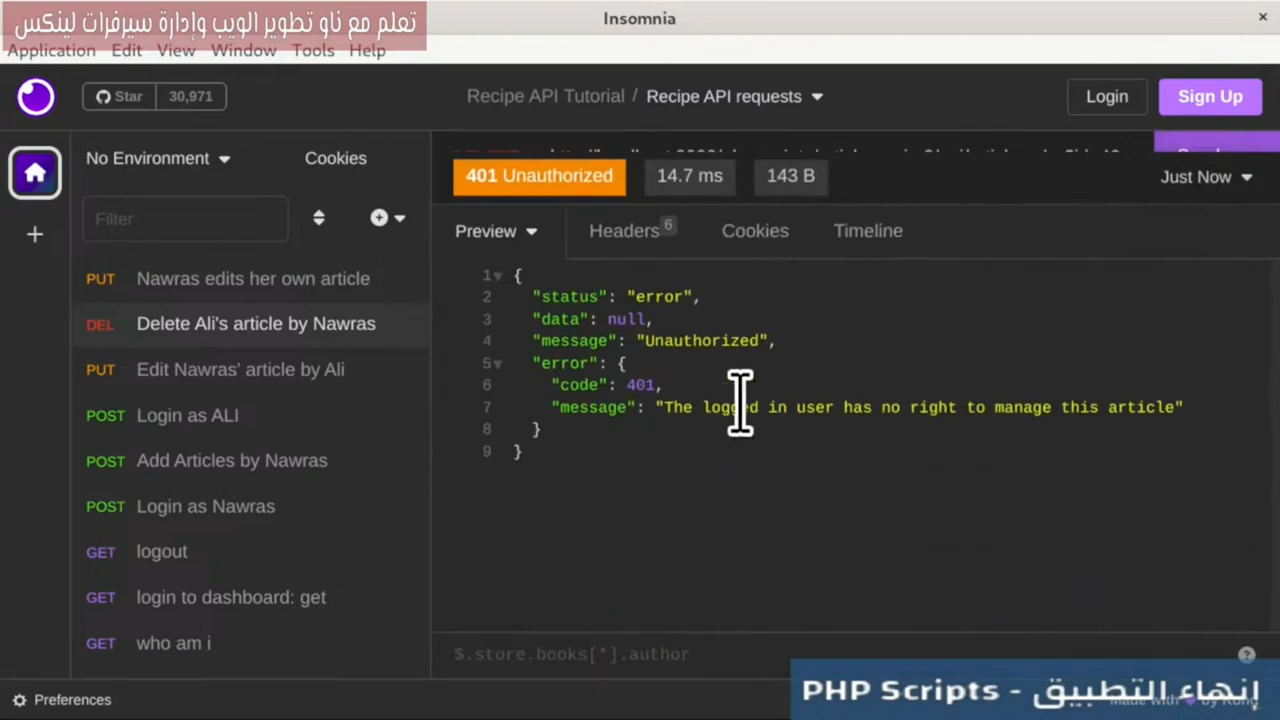 تعلم مع ناو تطوير الويب وإدارة سيرفرات لينكس
Insomnia
Application Edit View Window Tools Help
Star 30,971
Recipe API Tutorial / Recipe API requests
Login
Sign Up
No Environment
Cookies
Filter
PUT Nawras edits her own article
DEL Delete Ali's article by Nawras
PUT Edit Nawras' article by Ali
POST Login as ALI
POST Add Articles by Nawras
POST Login as Nawras
GET logout
GET login to dashboard: get
GET who am i
Preferences
401 Unauthorized
14.7 ms
143 B
Just Now
Preview
Headers 6
Cookies
Timeline
1 {
2 "status": "error",
3 "data": null,
4 "message": "Unauthorized",
5 "error": {
6 "code": 401,
7 "message": "The logged in user has no right to manage this article"
8 }
9 }
$.store.books[*].author
إنهاء التطبيق - PHP Scripts